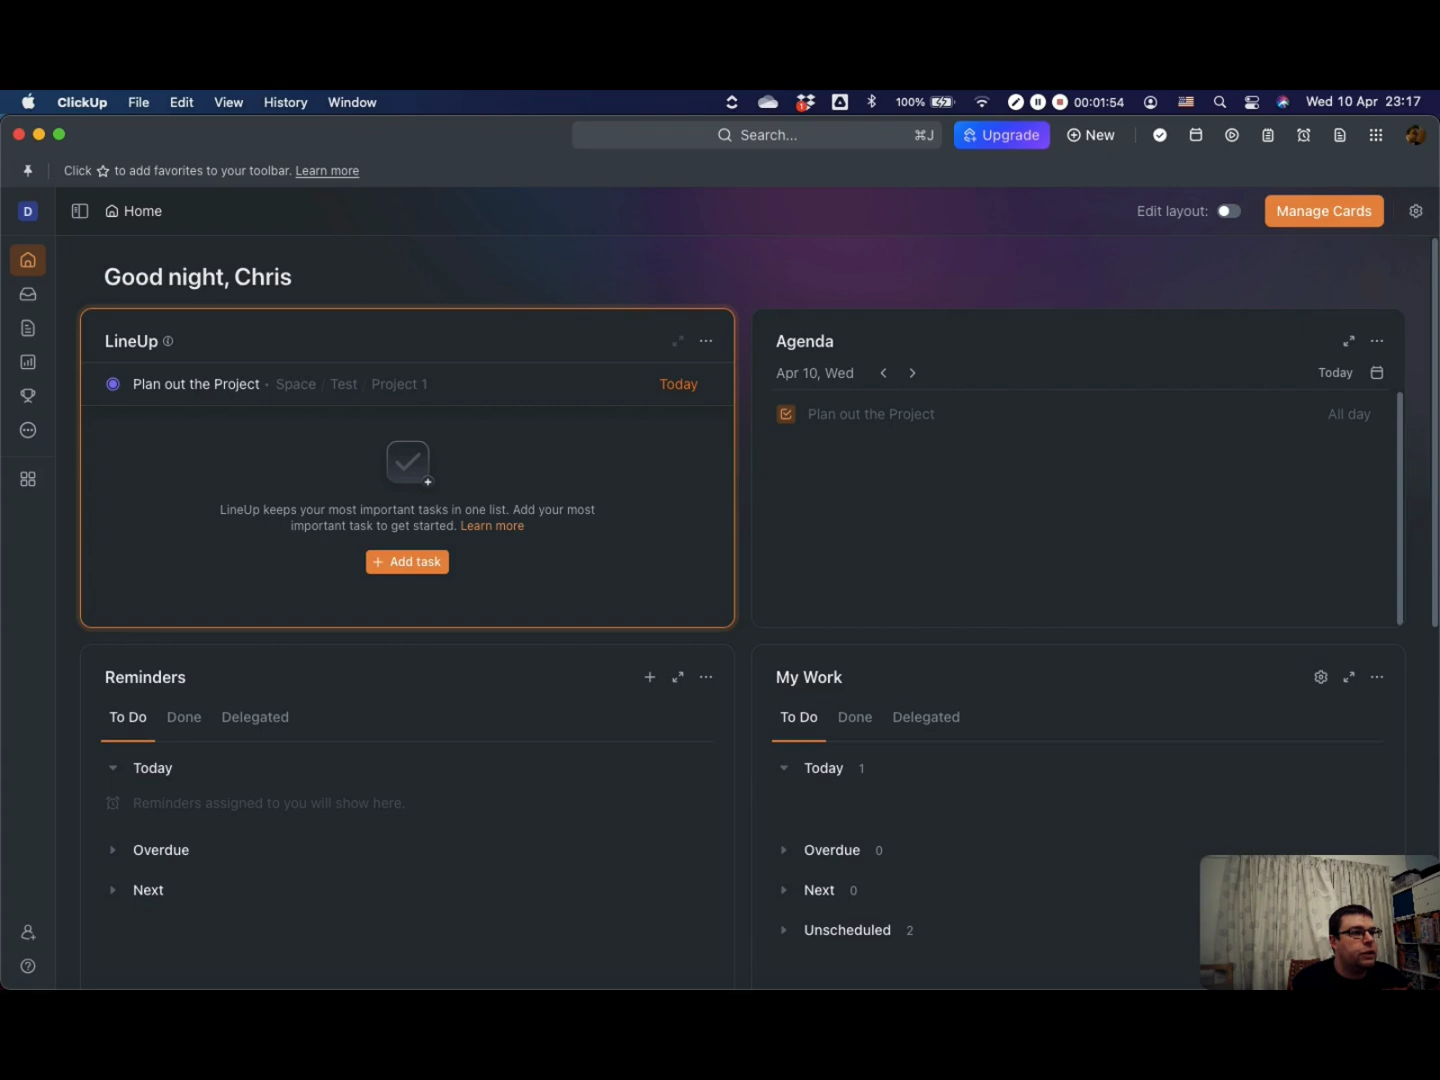 ClickUp File Edit View History Window 100% 00:01:54 Wed 10 Apr 23:17
Search... ⌘J Upgrade New
Click ☆ to add favorites to your toolbar. Learn more
D Home Edit layout: Manage Cards
Good night, Chris
LineUp
Plan out the Project • Space / Test / Project 1 Today
LineUp keeps your most important tasks in one list. Add your most
important task to get started. Learn more
+ Add task
Agenda
Apr 10, Wed < > Today
Plan out the Project All day
Reminders
To Do Done Delegated
Today
Reminders assigned to you will show here.
Overdue
Next
My Work
To Do Done Delegated
Today 1
Overdue 0
Next 0
Unscheduled 2